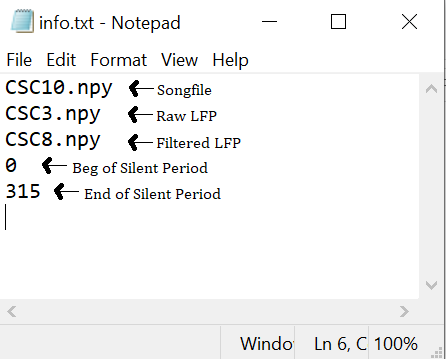 info.txt - Notepad
File Edit Format View Help
CSC10.npy Songfile
CSC3.npy Raw LFP
CSC8.npy Filtered LFP
0 Beg of Silent Period
315 End of Silent Period
Windo Ln 6, C 100%